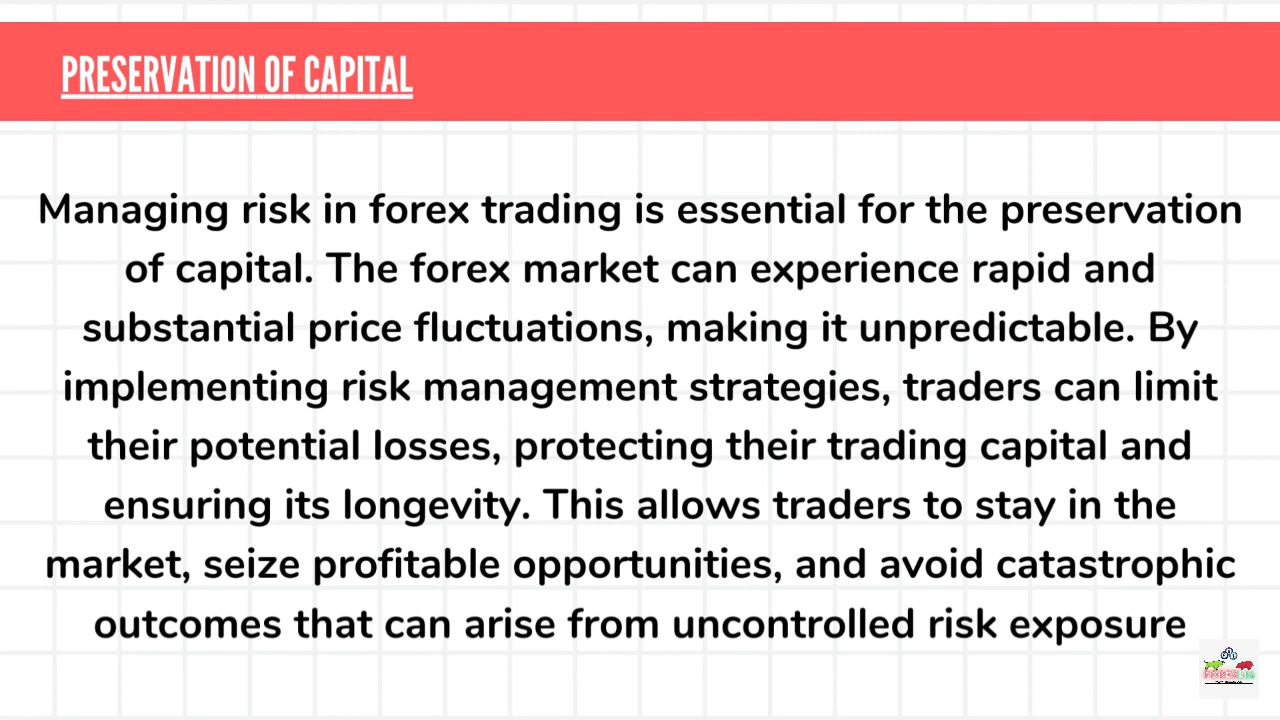 PRESERVATION OF CAPITAL
Managing risk in forex trading is essential for the preservation
of capital. The forex market can experience rapid and
substantial price fluctuations, making it unpredictable. By
implementing risk management strategies, traders can limit
their potential losses, protecting their trading capital and
ensuring its longevity. This allows traders to stay in the
market, seize profitable opportunities, and avoid catastrophic
outcomes that can arise from uncontrolled risk exposure